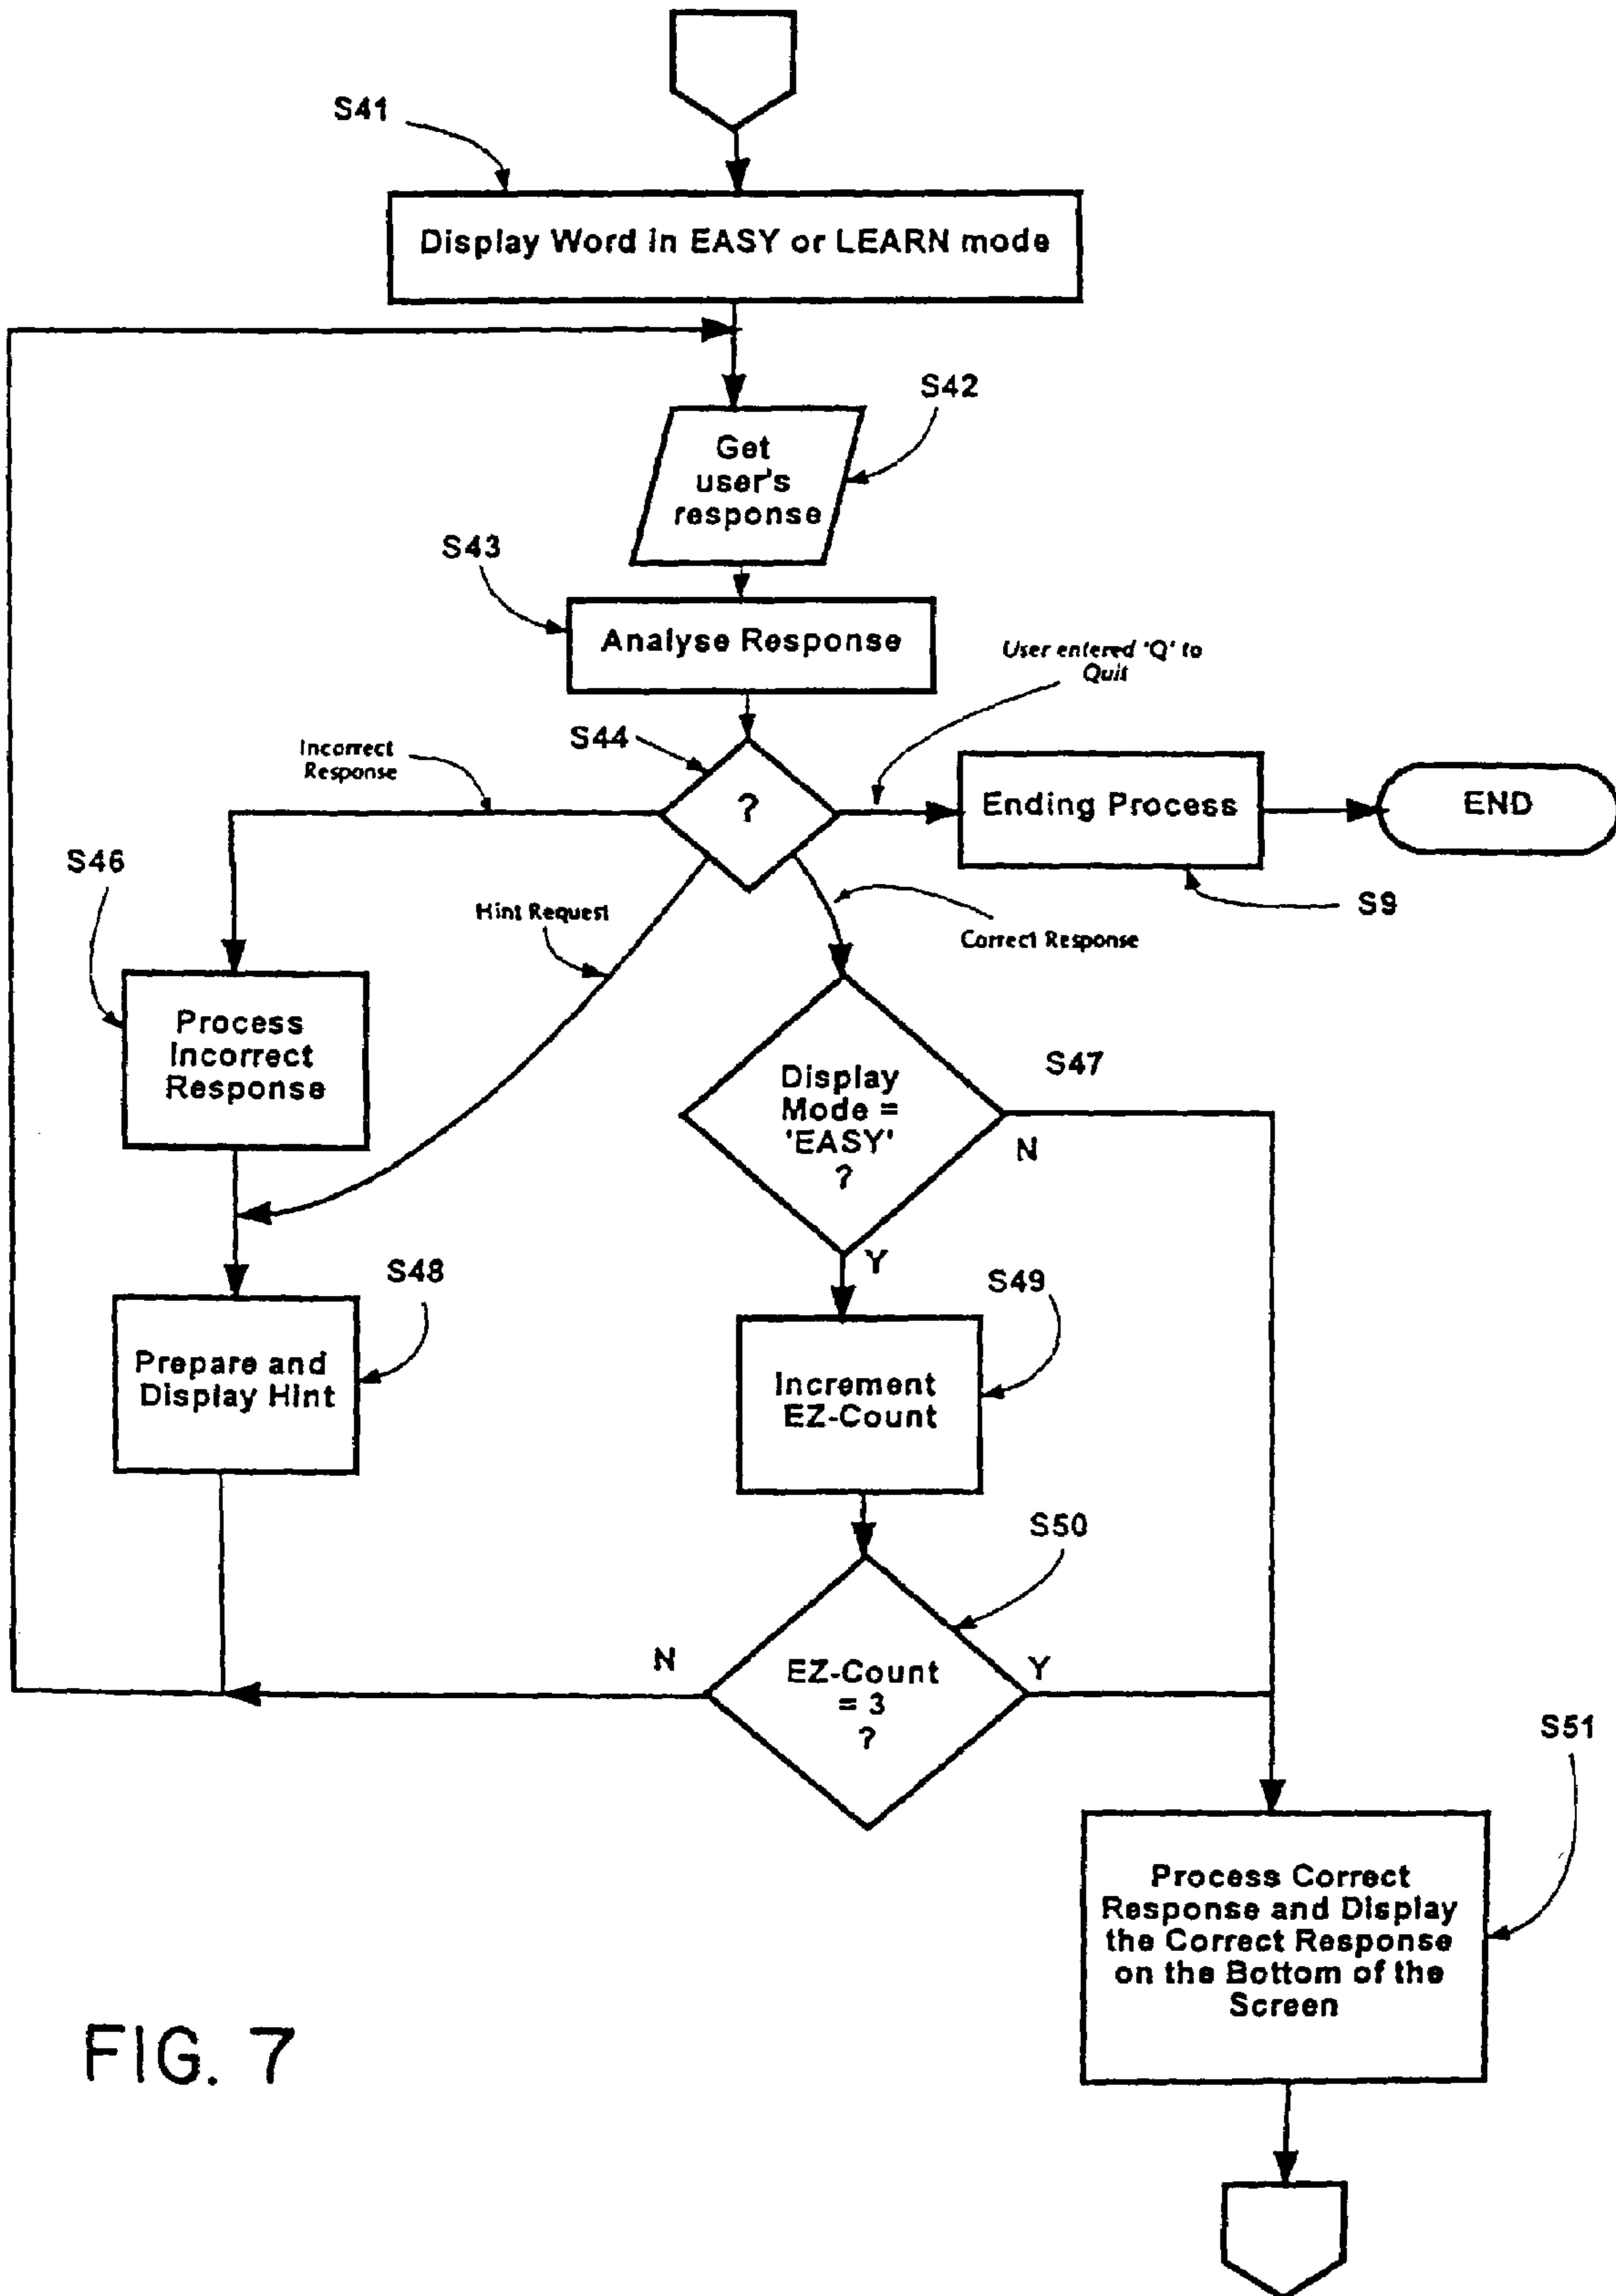 S41
Display Word in EASY or LEARN mode
S42
Get
user's
response
S43
Analyse Response
User entered 'Q' to
Quit
S44
Incorrect
Response
?
Ending Process
END
S46
Hint Request
Correct Response
S9
Process
Incorrect
Response
Display
Mode =
'EASY'
?
S47
N
Y
S48
S49
Prepare and
Display Hint
Increment
EZ-Count
S50
N
EZ-Count
= 3
?
Y
S51
Process Correct
Response and Display
the Correct Response
on the Bottom of the
Screen
FIG. 7